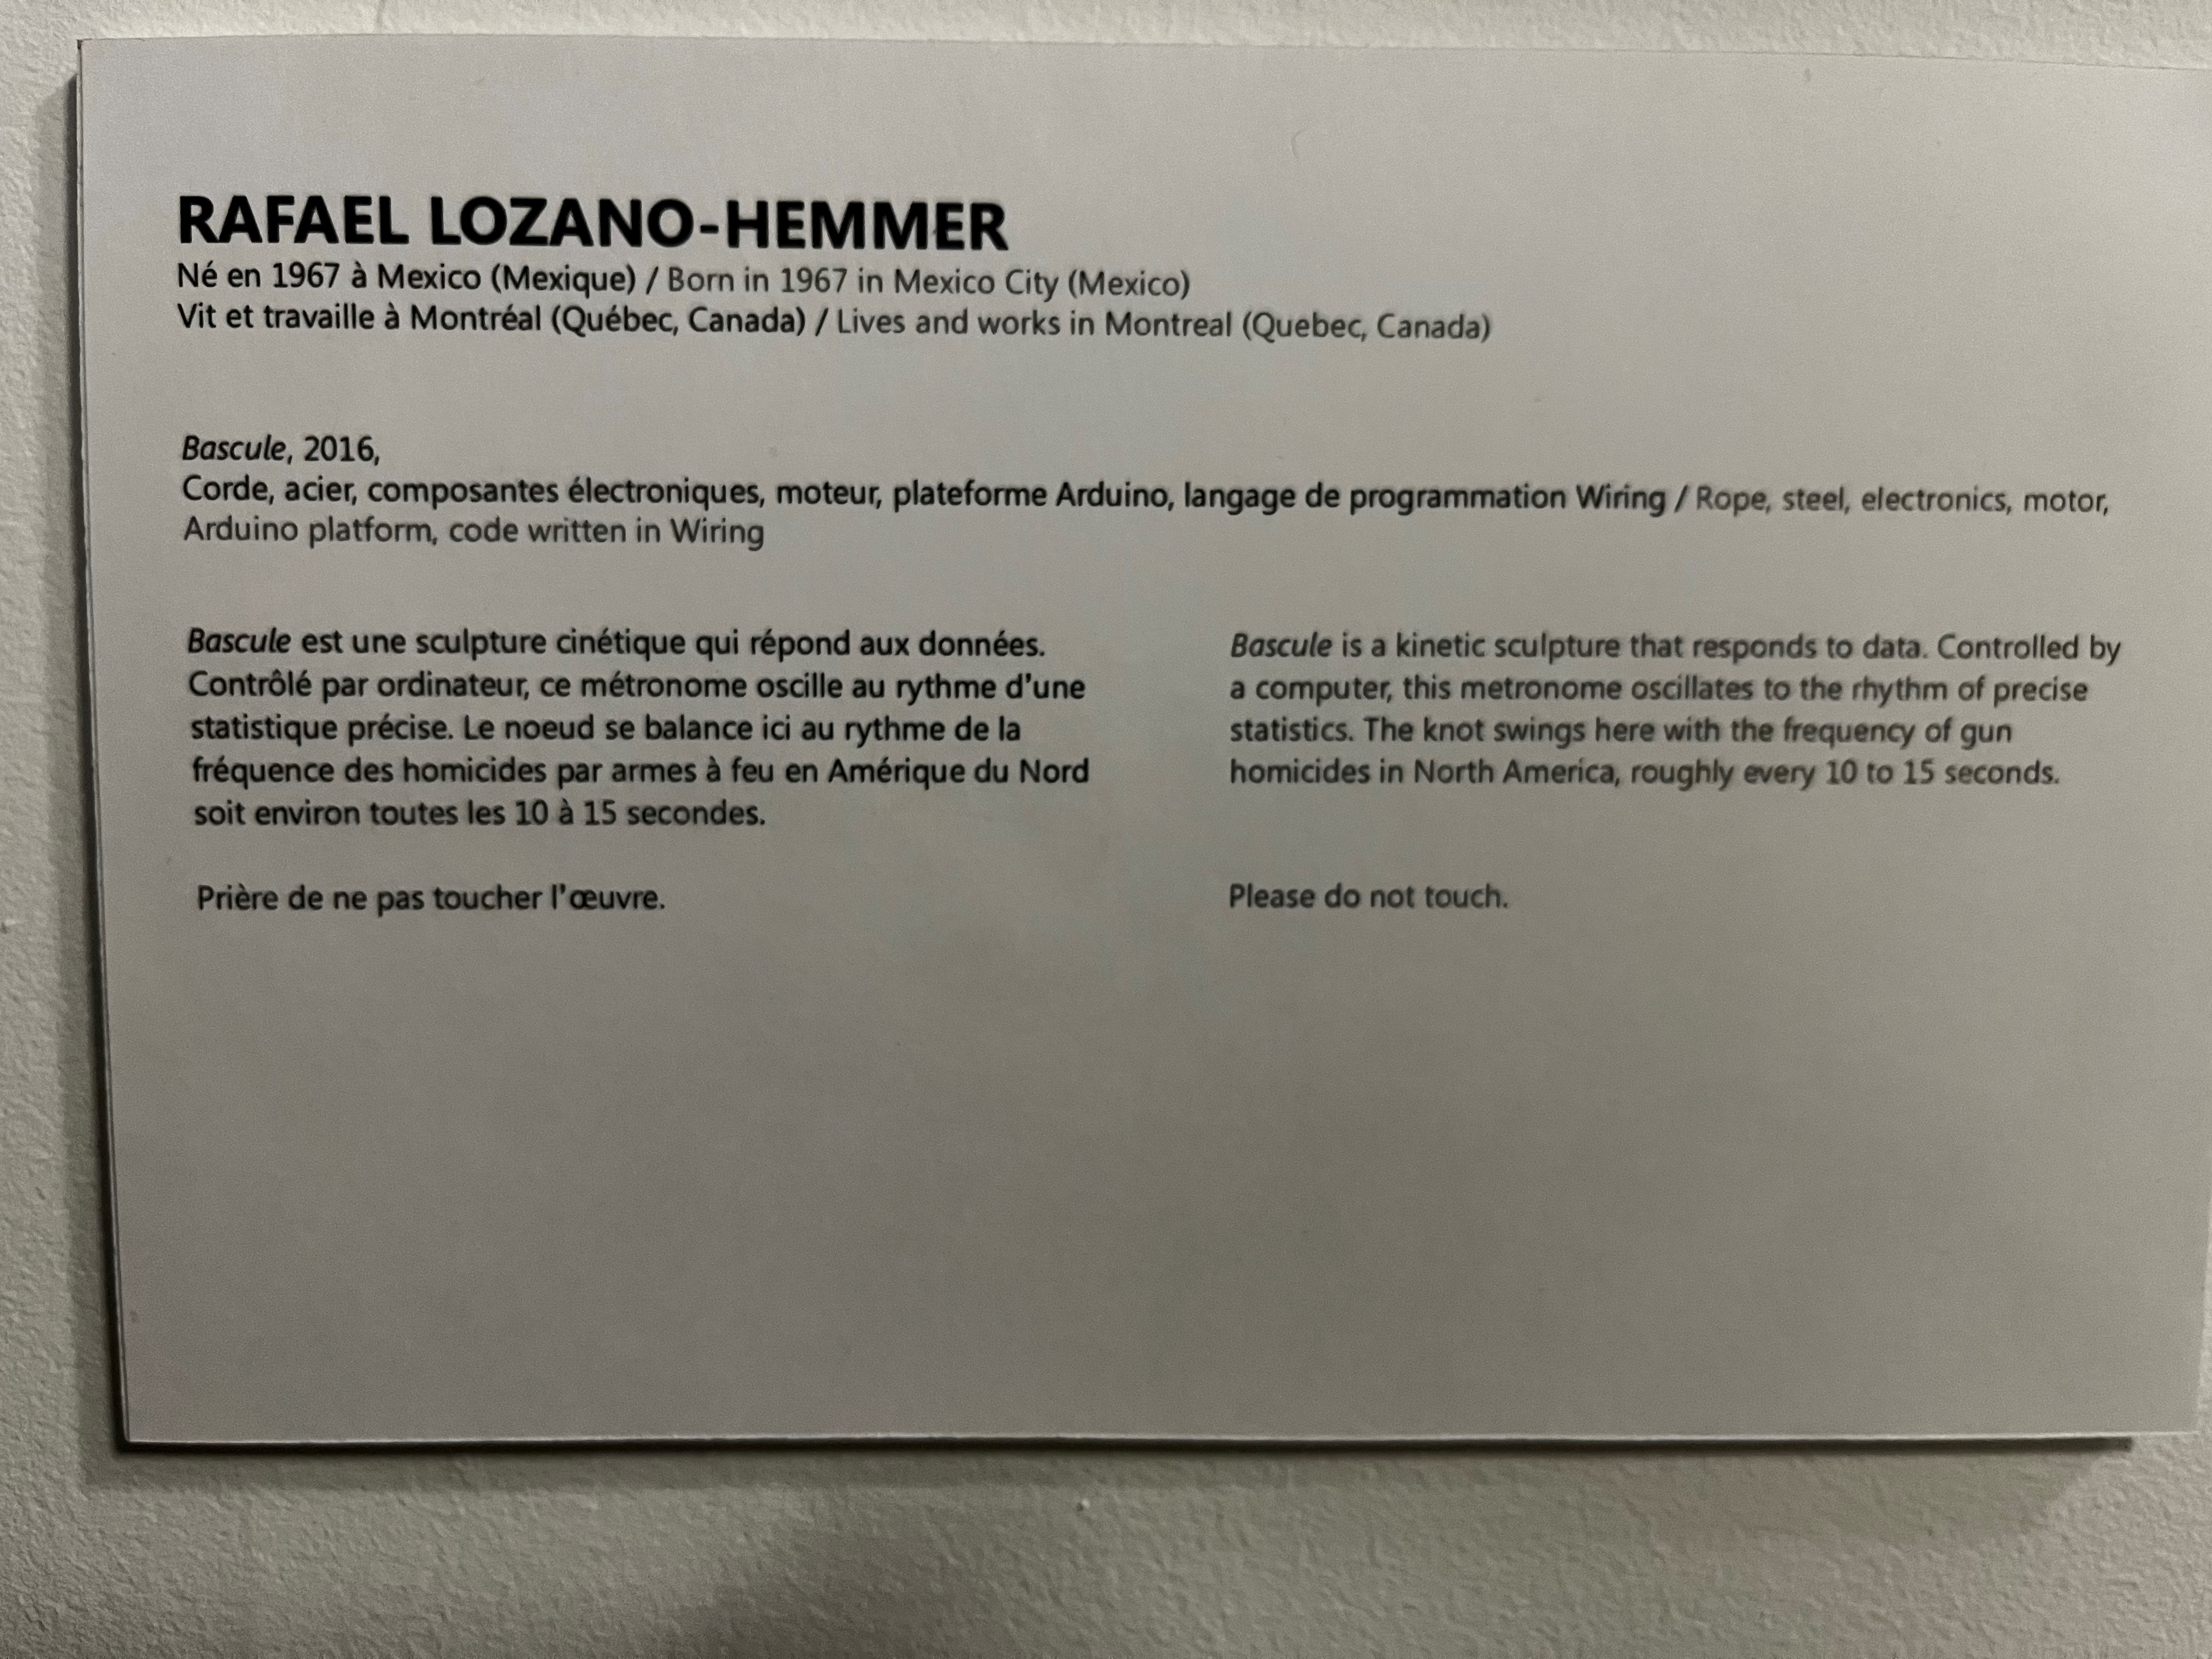 RAFAEL LOZANO-HEMMER
Né en 1967 à Mexico (Mexique) / Born in 1967 in Mexico City (Mexico)
Vit et travaille à Montréal (Québec, Canada) / Lives and works in Montreal (Quebec, Canada)
Bascule, 2016,
Corde, acier, composantes électroniques, moteur, plateforme Arduino, langage de programmation Wiring / Rope, steel, electronics, motor,
Arduino platform, code written in Wiring
Bascule est une sculpture cinétique qui répond aux données.
Contrôlé par ordinateur, ce métronome oscille au rythme d'une
statistique précise. Le noeud se balance ici au rythme de la
fréquence des homicides par armes à feu en Amérique du Nord
soit environ toutes les 10 à 15 secondes.
Prière de ne pas toucher l'œuvre.
Bascule is a kinetic sculpture that responds to data. Controlled by
a computer, this metronome oscillates to the rhythm of precise
statistics. The knot swings here with the frequency of gun
homicides in North America, roughly every 10 to 15 seconds.
Please do not touch.